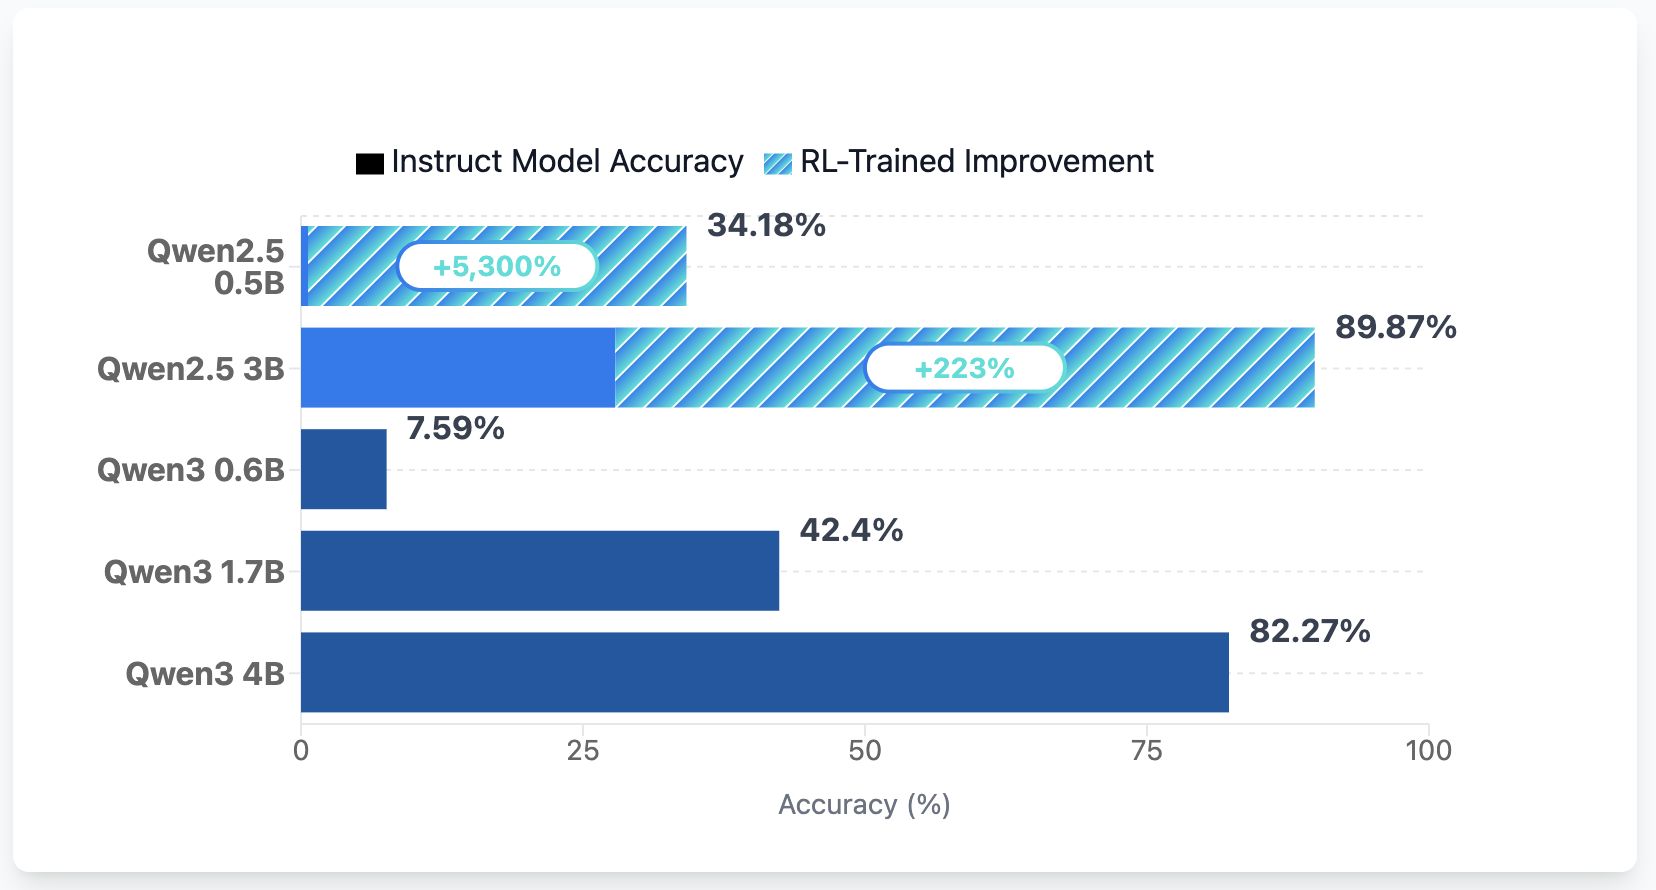 Instruct Model Accuracy RL-Trained Improvement
Qwen2.5
0.5B
+5,300%
34.18%
Qwen2.5 3B
+223%
89.87%
Qwen3 0.6B
7.59%
Qwen3 1.7B
42.4%
Qwen3 4B
82.27%
0 25 50 75 100
Accuracy (%)